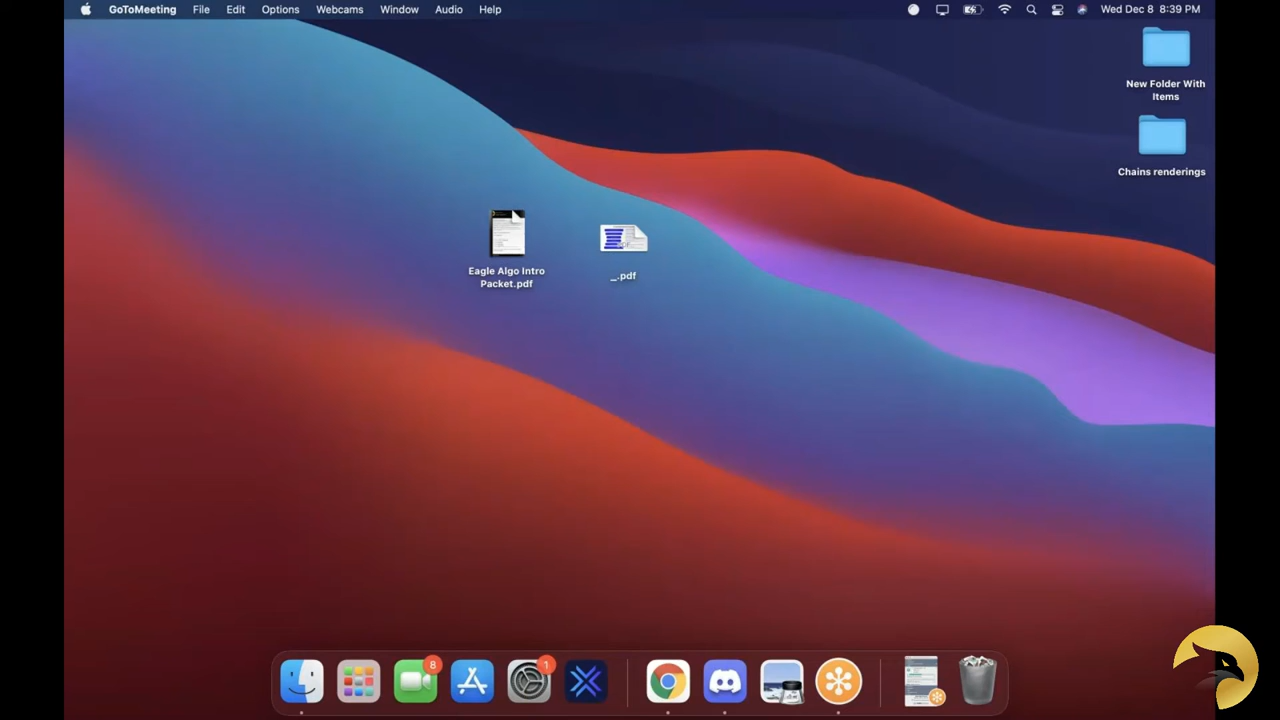 GoToMeeting File Edit Options Webcams Window Audio Help Wed Dec 8 8:39 PM
New Folder With
Items
Chains renderings
Eagle Algo Intro
Packet.pdf
_.pdf
8
1